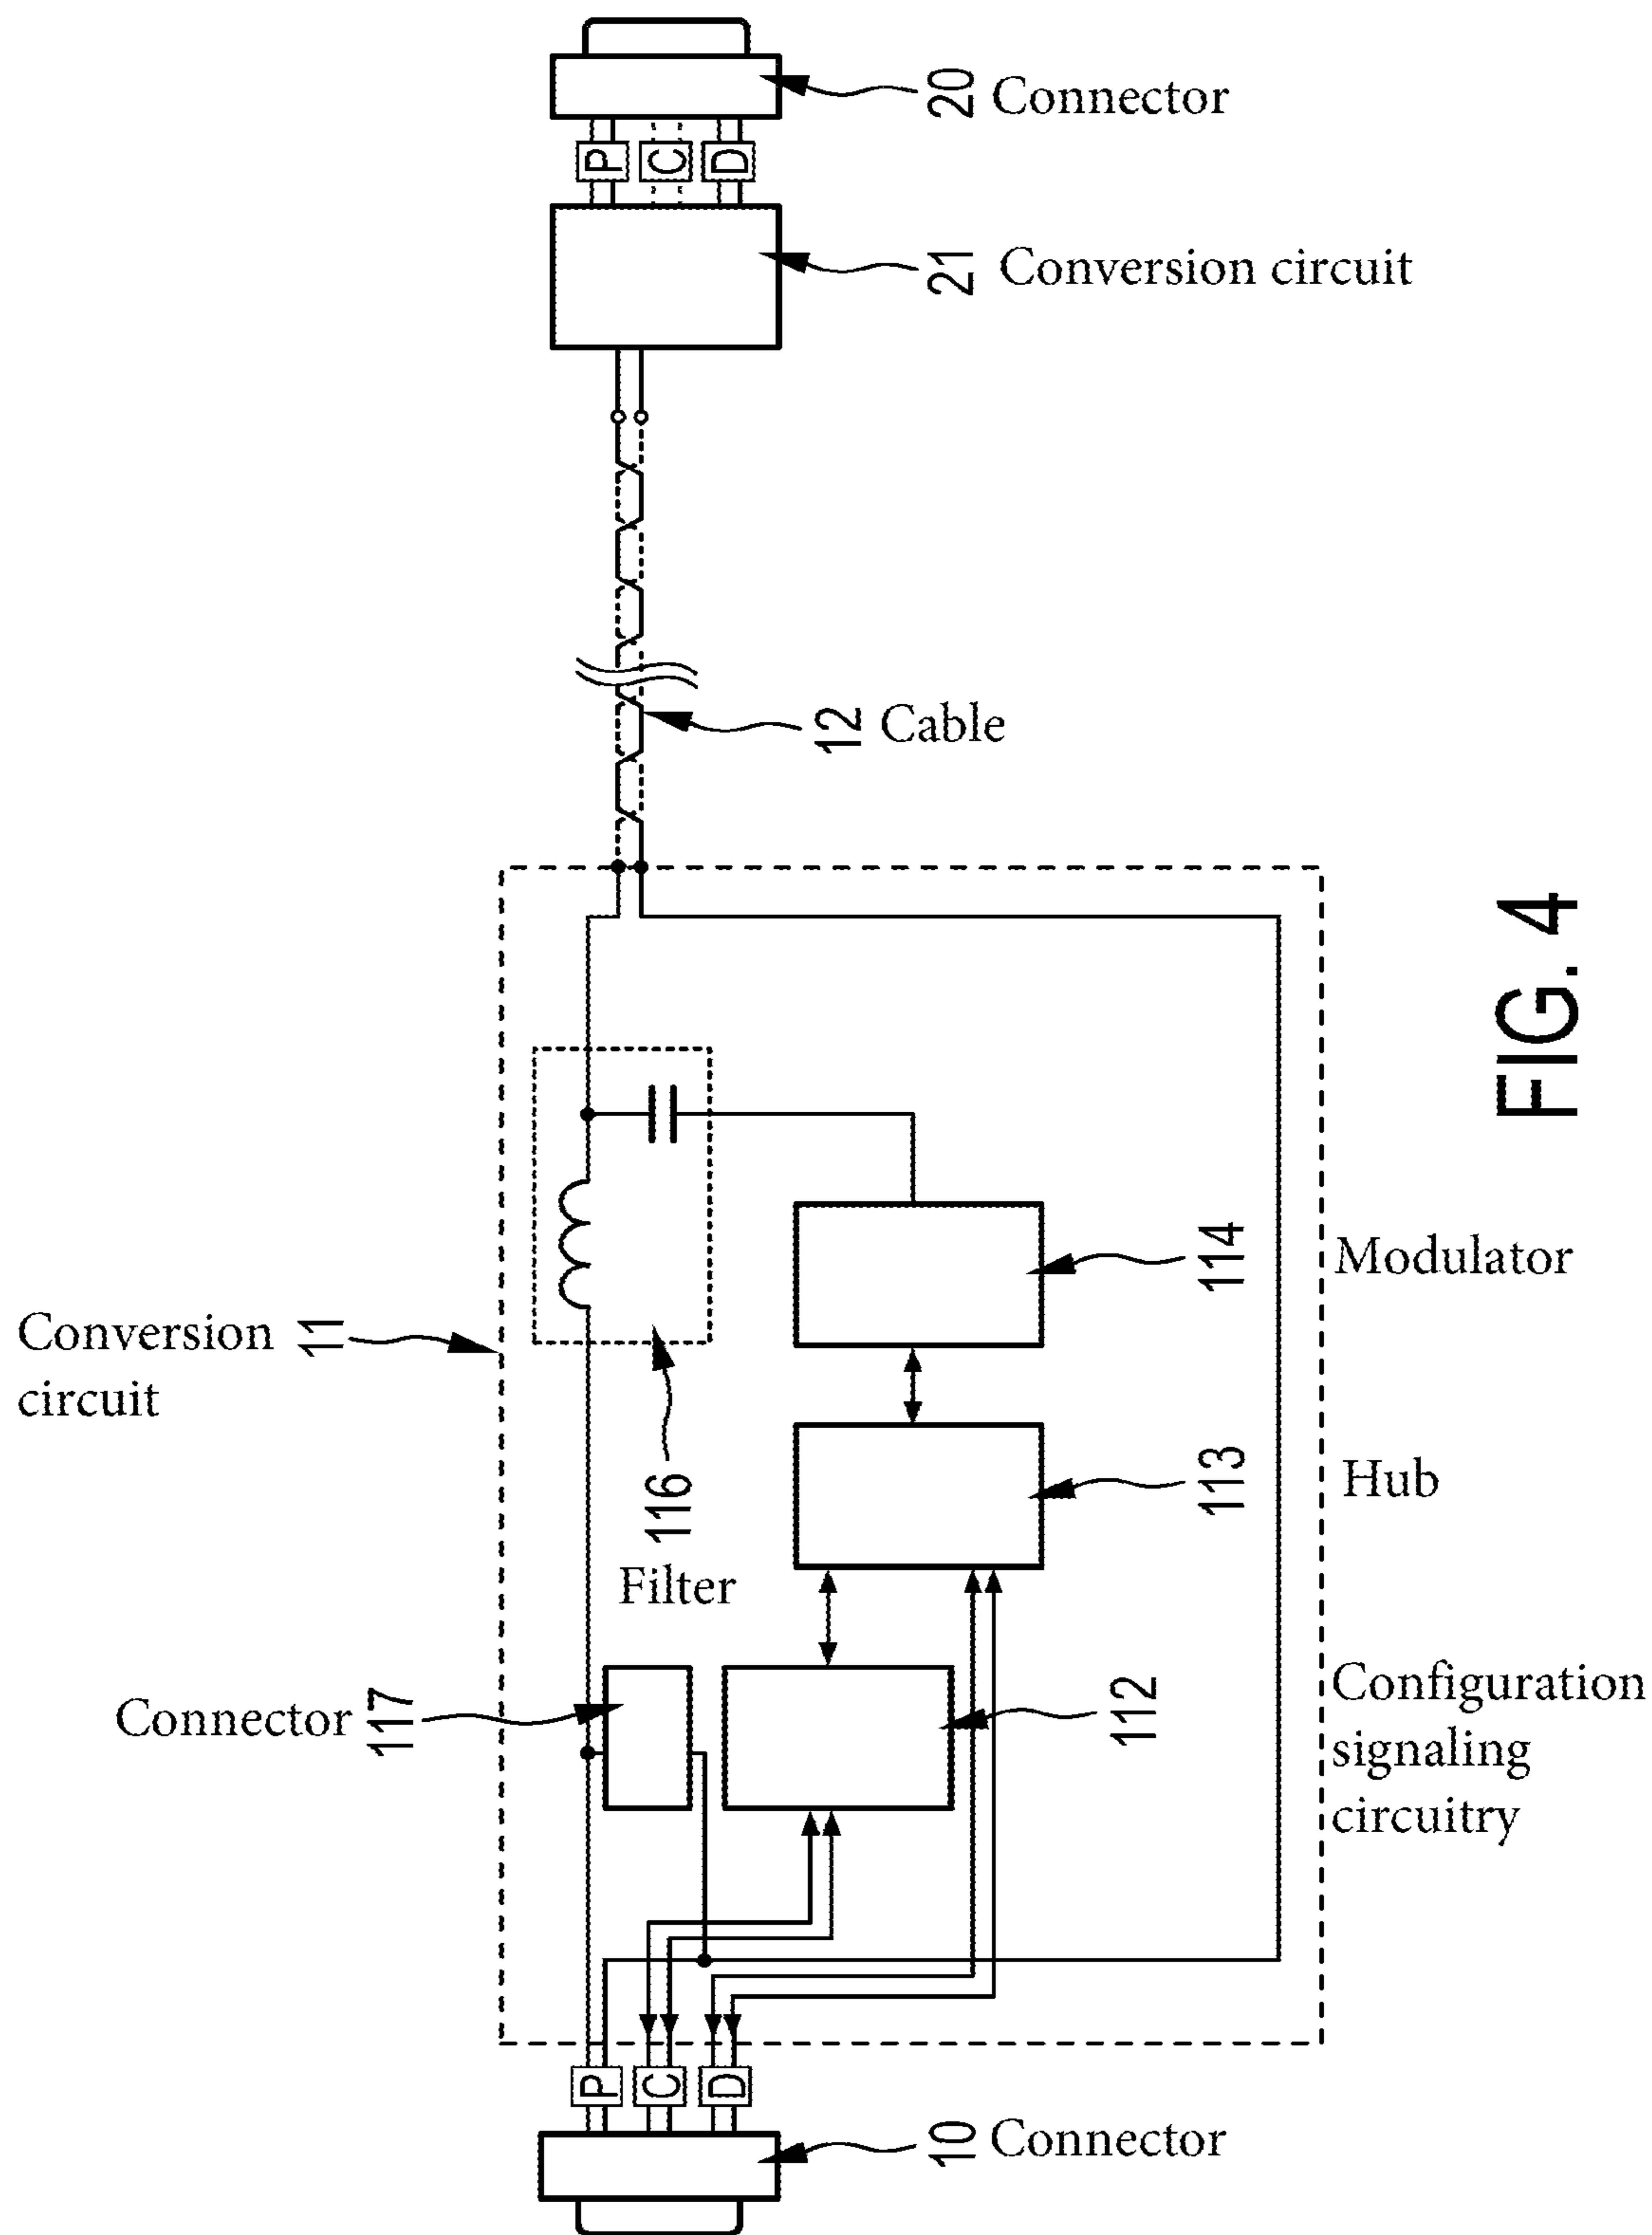 P
C
D
20 Connector
21 Conversion circuit
12 Cable
Conversion 11
circuit
114
Modulator
116
Filter
113
Hub
Connector 117
112
Configuration
signaling
circuitry
P
C
D
10 Connector
FIG. 4